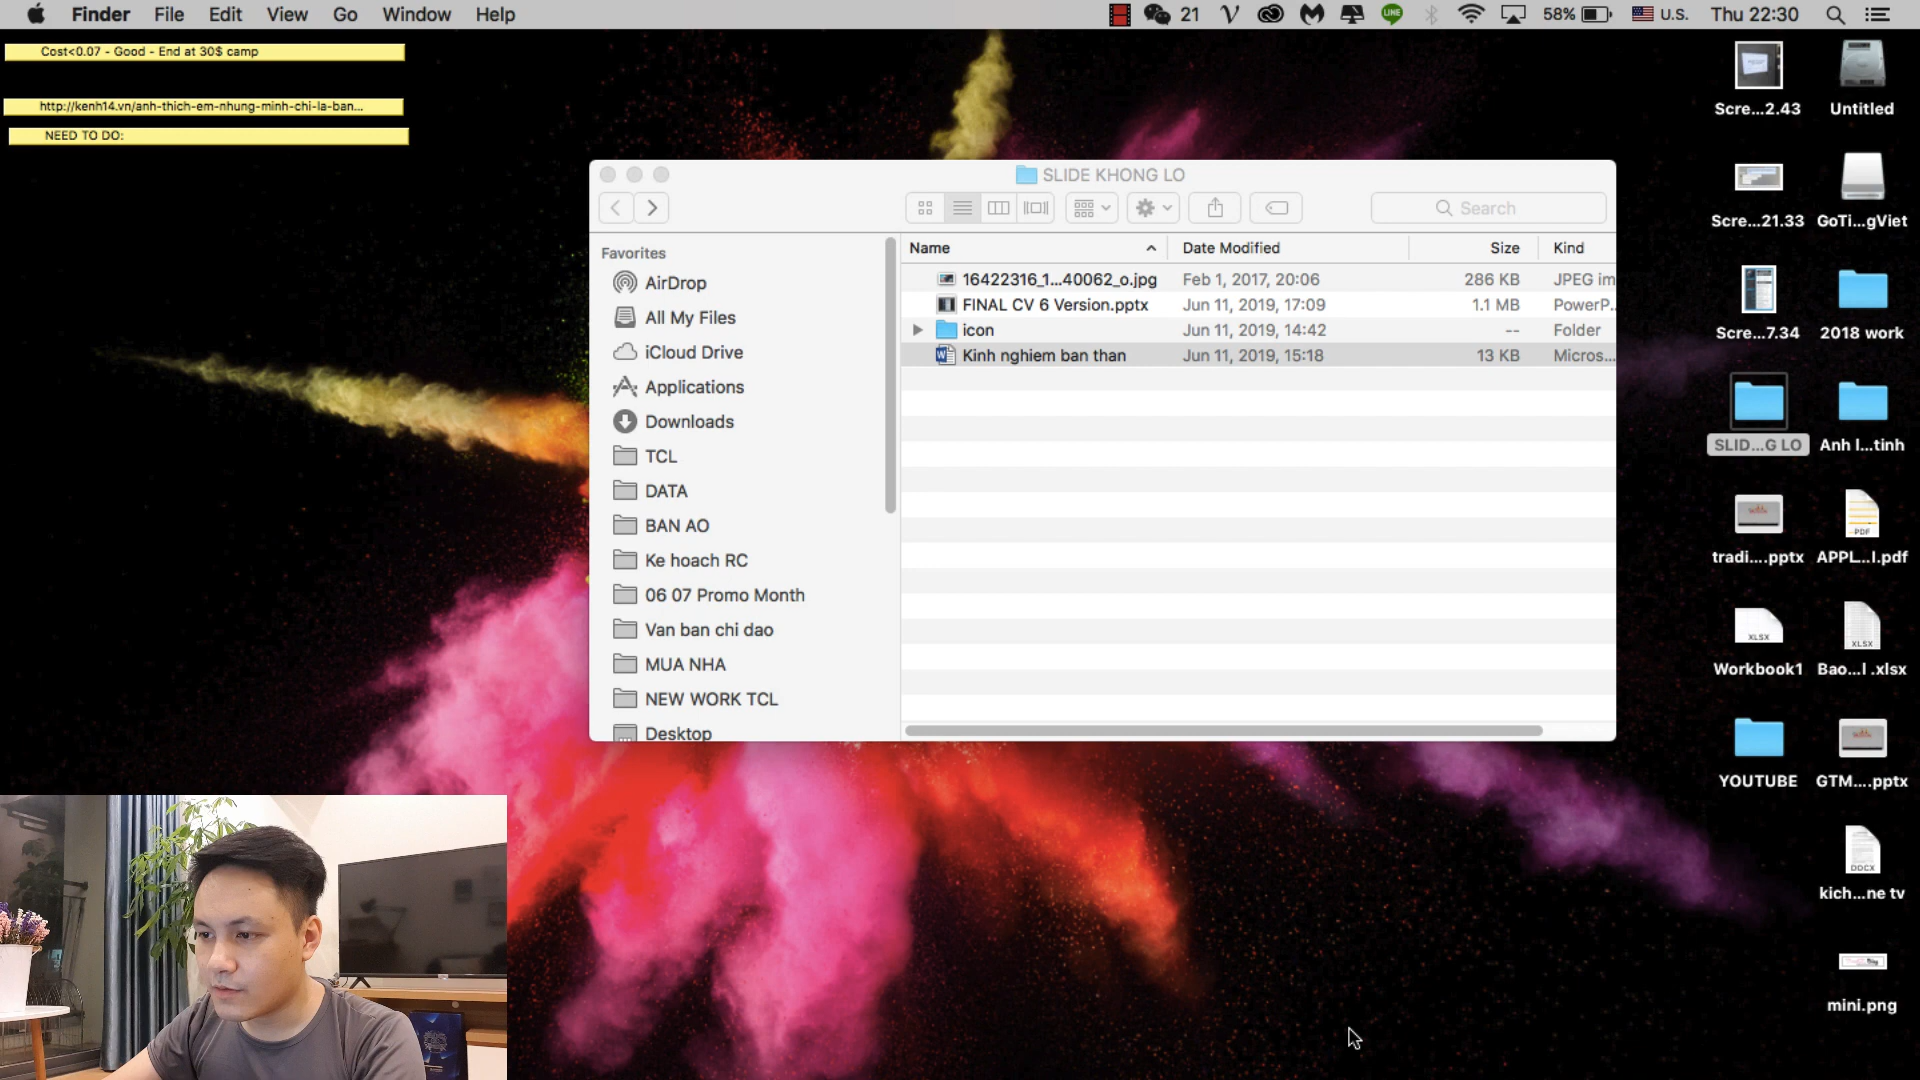 Finder File Edit View Go Window Help
21 58% U.S. Thu 22:30
Cost<0.07 - Good - End at 30$ camp
http://kenh14.vn/anh-thich-em-nhung-minh-chi-la-ban...
NEED TO DO:
SLIDE KHONG LO
Search
Favorites
AirDrop
All My Files
iCloud Drive
Applications
Downloads
TCL
DATA
BAN AO
Ke hoach RC
06 07 Promo Month
Van ban chi dao
MUA NHA
NEW WORK TCL
Desktop
Name Date Modified Size Kind
16422316_1...40062_o.jpg Feb 1, 2017, 20:06 286 KB JPEG im
FINAL CV 6 Version.pptx Jun 11, 2019, 17:09 1.1 MB PowerP...
icon Jun 11, 2019, 14:42 -- Folder
Kinh nghiem ban than Jun 11, 2019, 15:18 13 KB Micros...
Scre...2.43 Untitled
Scre...21.33 GoTi...gViet
Scre...7.34 2018 work
SLID...G LO Anh l...tinh
PDF
tradi....pptx APPL...l.pdf
XLSX XLSX
Workbook1 Bao...l .xlsx
YOUTUBE GTM....pptx
DOCX
kich...ne tv
mini.png
LINE